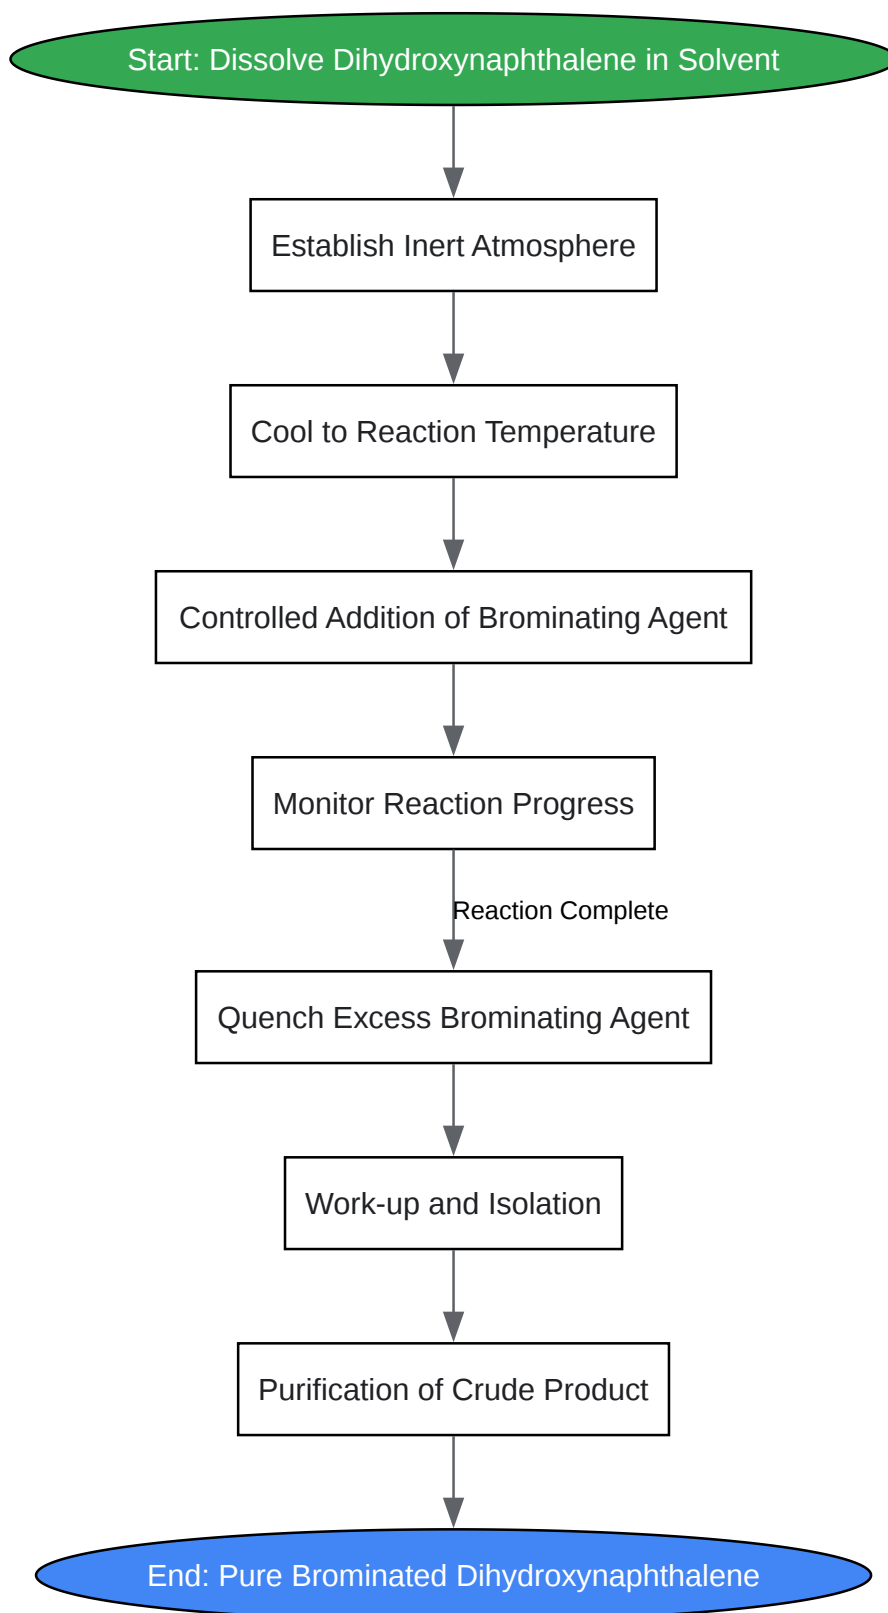 Start: Dissolve Dihydroxynaphthalene in Solvent
Establish Inert Atmosphere
Cool to Reaction Temperature
Controlled Addition of Brominating Agent
Monitor Reaction Progress
Reaction Complete
Quench Excess Brominating Agent
Work-up and Isolation
Purification of Crude Product
End: Pure Brominated Dihydroxynaphthalene